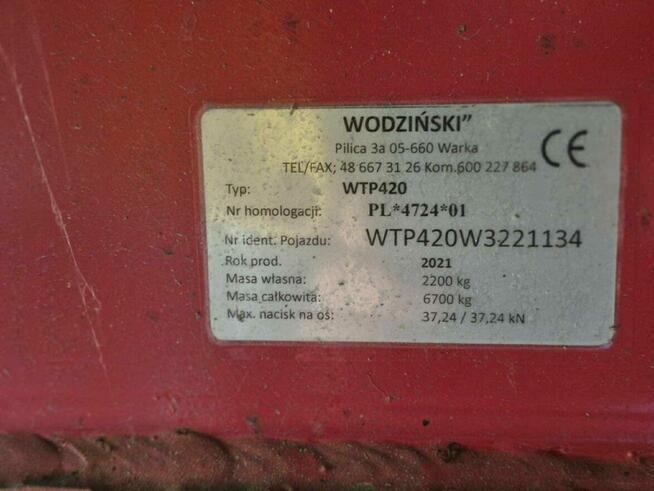 WODZIŃSKI"
Pilica 3a 05-660 Warka
TEL/FAX; 48 667 31 26 Kom.600 227 864
CE
Typ: WTP420
Nr homologacji: PL*4724*01
Nr ident. Pojazdu: WTP420W3221134
Rok prod. 2021
Masa własna: 2200 kg
Masa całkowita: 6700 kg
Max. nacisk na oś: 37,24 / 37,24 kN